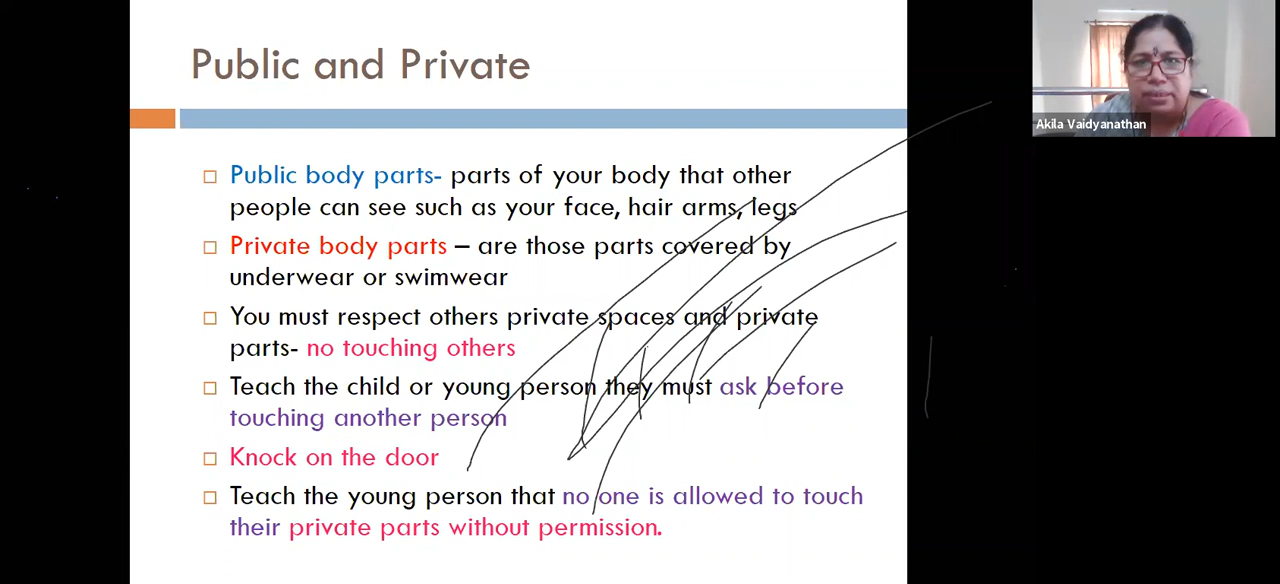 Public and Private
Akila Vaidyanathan
Public body parts- parts of your body that other
people can see such as your face, hair arms, legs
Private body parts – are those parts covered by
underwear or swimwear
You must respect others private spaces and private
parts- no touching others
Teach the child or young person they must ask before
touching another person
Knock on the door
Teach the young person that no one is allowed to touch
their private parts without permission.